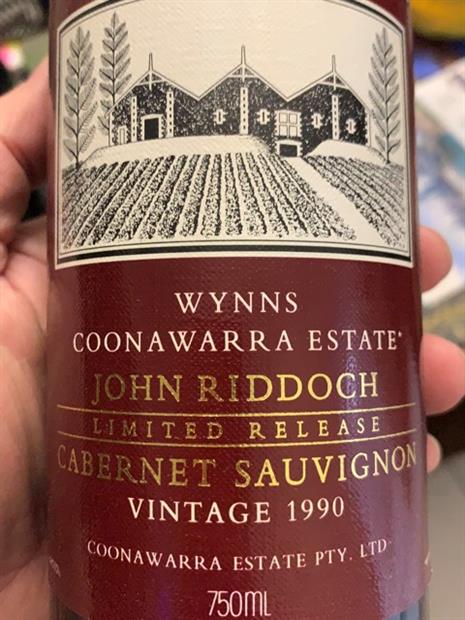 WYNNS
COONAWARRA ESTATE*
JOHN RIDDOCH
LIMITED RELEASE
CABERNET SAUVIGNON
VINTAGE 1990
COONAWARRA ESTATE PTY. LTD
750ML